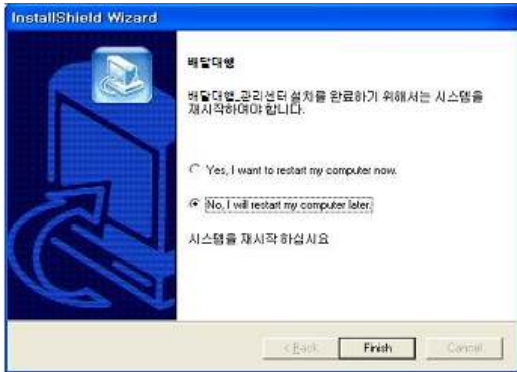 InstallShield Wizard
배달대행
배달대행_관리센터 설치를 완료하기 위해서는 시스템을
재시작하여야 합니다.
Yes, I want to restart my computer now.
No, I will restart my computer later.
시스템을 재시작 하십시요
< Back
Finish
Cancel